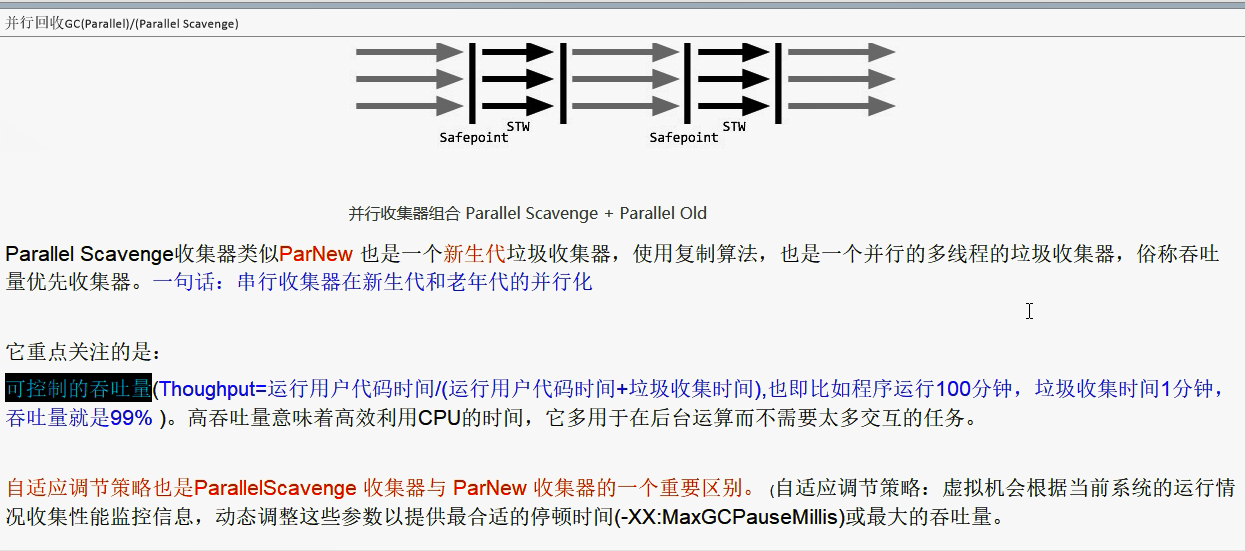 并行回收GC(Parallel)/(Parallel Scavenge)
STW
STW
Safepoint
Safepoint
并行收集器组合 Parallel Scavenge + Parallel Old
Parallel Scavenge收集器类似ParNew 也是一个新生代垃圾收集器，使用复制算法，也是一个并行的多线程的垃圾收集器，俗称吞吐
量优先收集器。一句话：串行收集器在新生代和老年代的并行化
它重点关注的是：
可控制的吞吐量(Thoughput=运行用户代码时间/(运行用户代码时间+垃圾收集时间),也即比如程序运行100分钟，垃圾收集时间1分钟，
吞吐量就是99% )。高吞吐量意味着高效利用CPU的时间，它多用于在后台运算而不需要太多交互的任务。
自适应调节策略也是ParallelScavenge 收集器与 ParNew 收集器的一个重要区别。 (自适应调节策略：虚拟机会根据当前系统的运行情
况收集性能监控信息，动态调整这些参数以提供最合适的停顿时间(-XX:MaxGCPauseMillis)或最大的吞吐量。